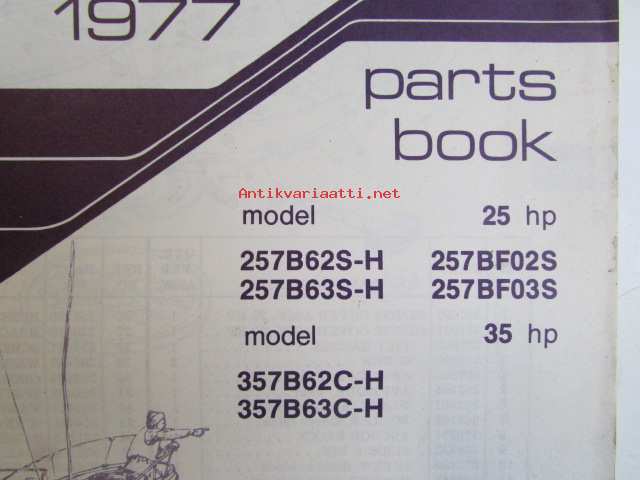 1977
parts
book
Antikvariaatti.net
model 25 hp
257B62S-H 257BF02S
257B63S-H 257BF03S
model 35 hp
357B62C-H
357B63C-H